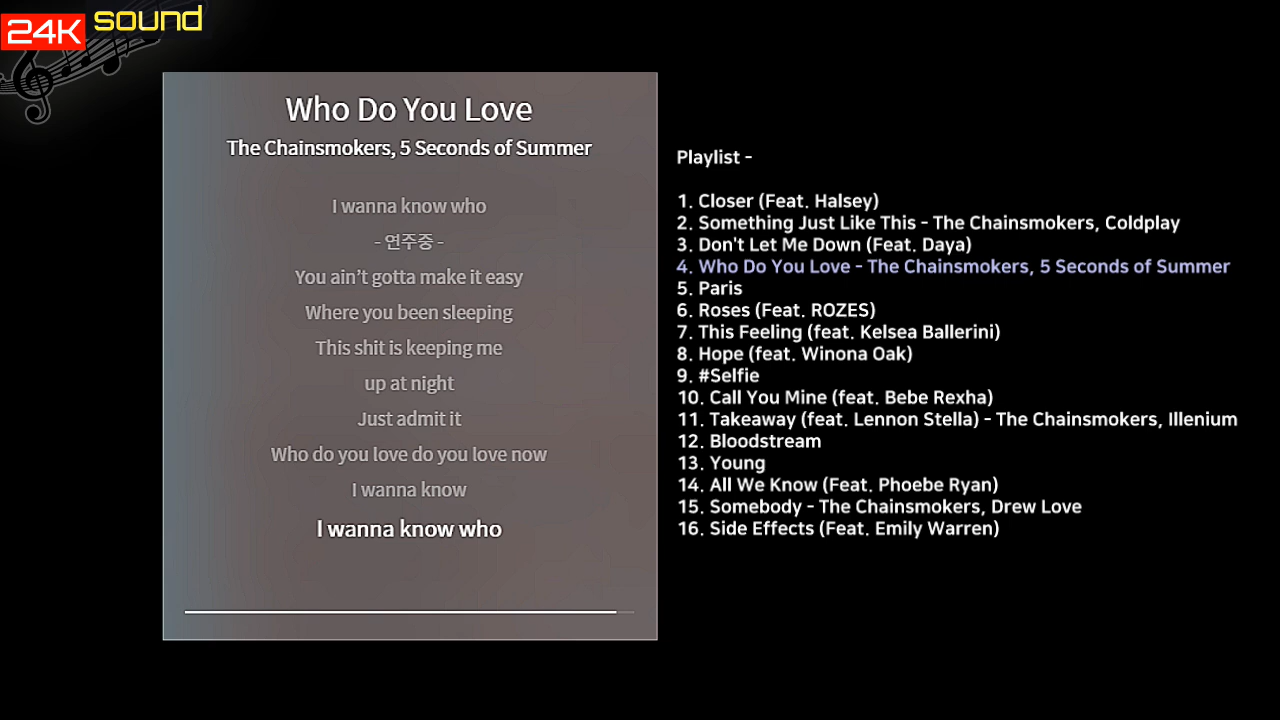 24K sound
Who Do You Love
The Chainsmokers, 5 Seconds of Summer
I wanna know who
- 연주중 -
You ain't gotta make it easy
Where you been sleeping
This shit is keeping me
up at night
Just admit it
Who do you love do you love now
I wanna know
I wanna know who
Playlist -
1. Closer (Feat. Halsey)
2. Something Just Like This - The Chainsmokers, Coldplay
3. Don't Let Me Down (Feat. Daya)
4. Who Do You Love - The Chainsmokers, 5 Seconds of Summer
5. Paris
6. Roses (Feat. ROZES)
7. This Feeling (feat. Kelsea Ballerini)
8. Hope (feat. Winona Oak)
9. #Selfie
10. Call You Mine (feat. Bebe Rexha)
11. Takeaway (feat. Lennon Stella) - The Chainsmokers, Illenium
12. Bloodstream
13. Young
14. All We Know (Feat. Phoebe Ryan)
15. Somebody - The Chainsmokers, Drew Love
16. Side Effects (Feat. Emily Warren)